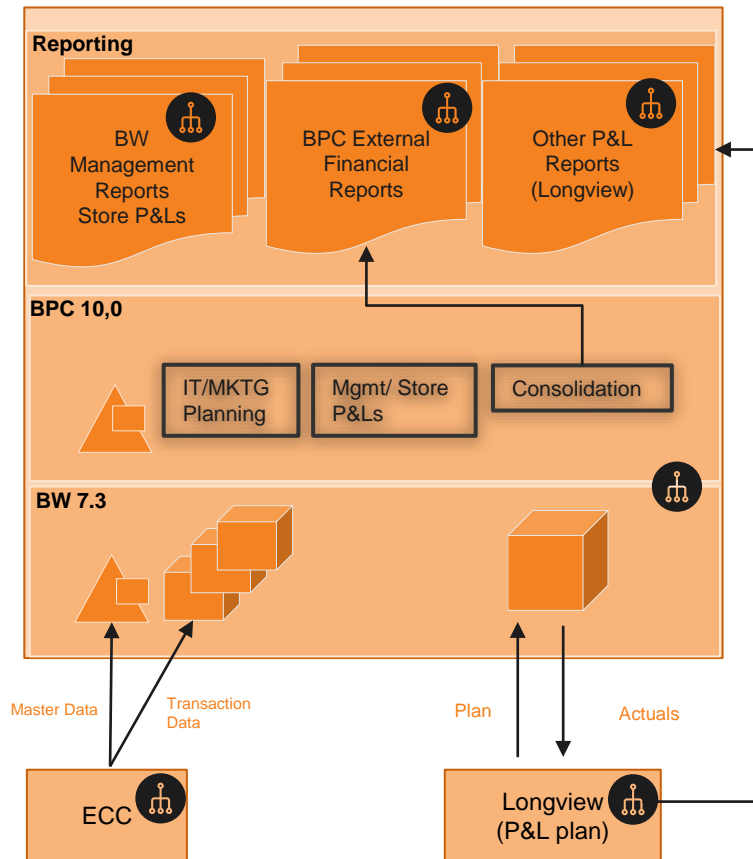 Reporting
BW
Management
Reports
Store P&Ls
BPC External
Financial
Reports
Other P&L
Reports
(Longview)
BPC 10,0
IT/MKTG
Planning
Mgmt/ Store
P&Ls
Consolidation
BW 7.3
Master Data
Transaction
Data
Plan
Actuals
ECC
Longview
(P&L plan)